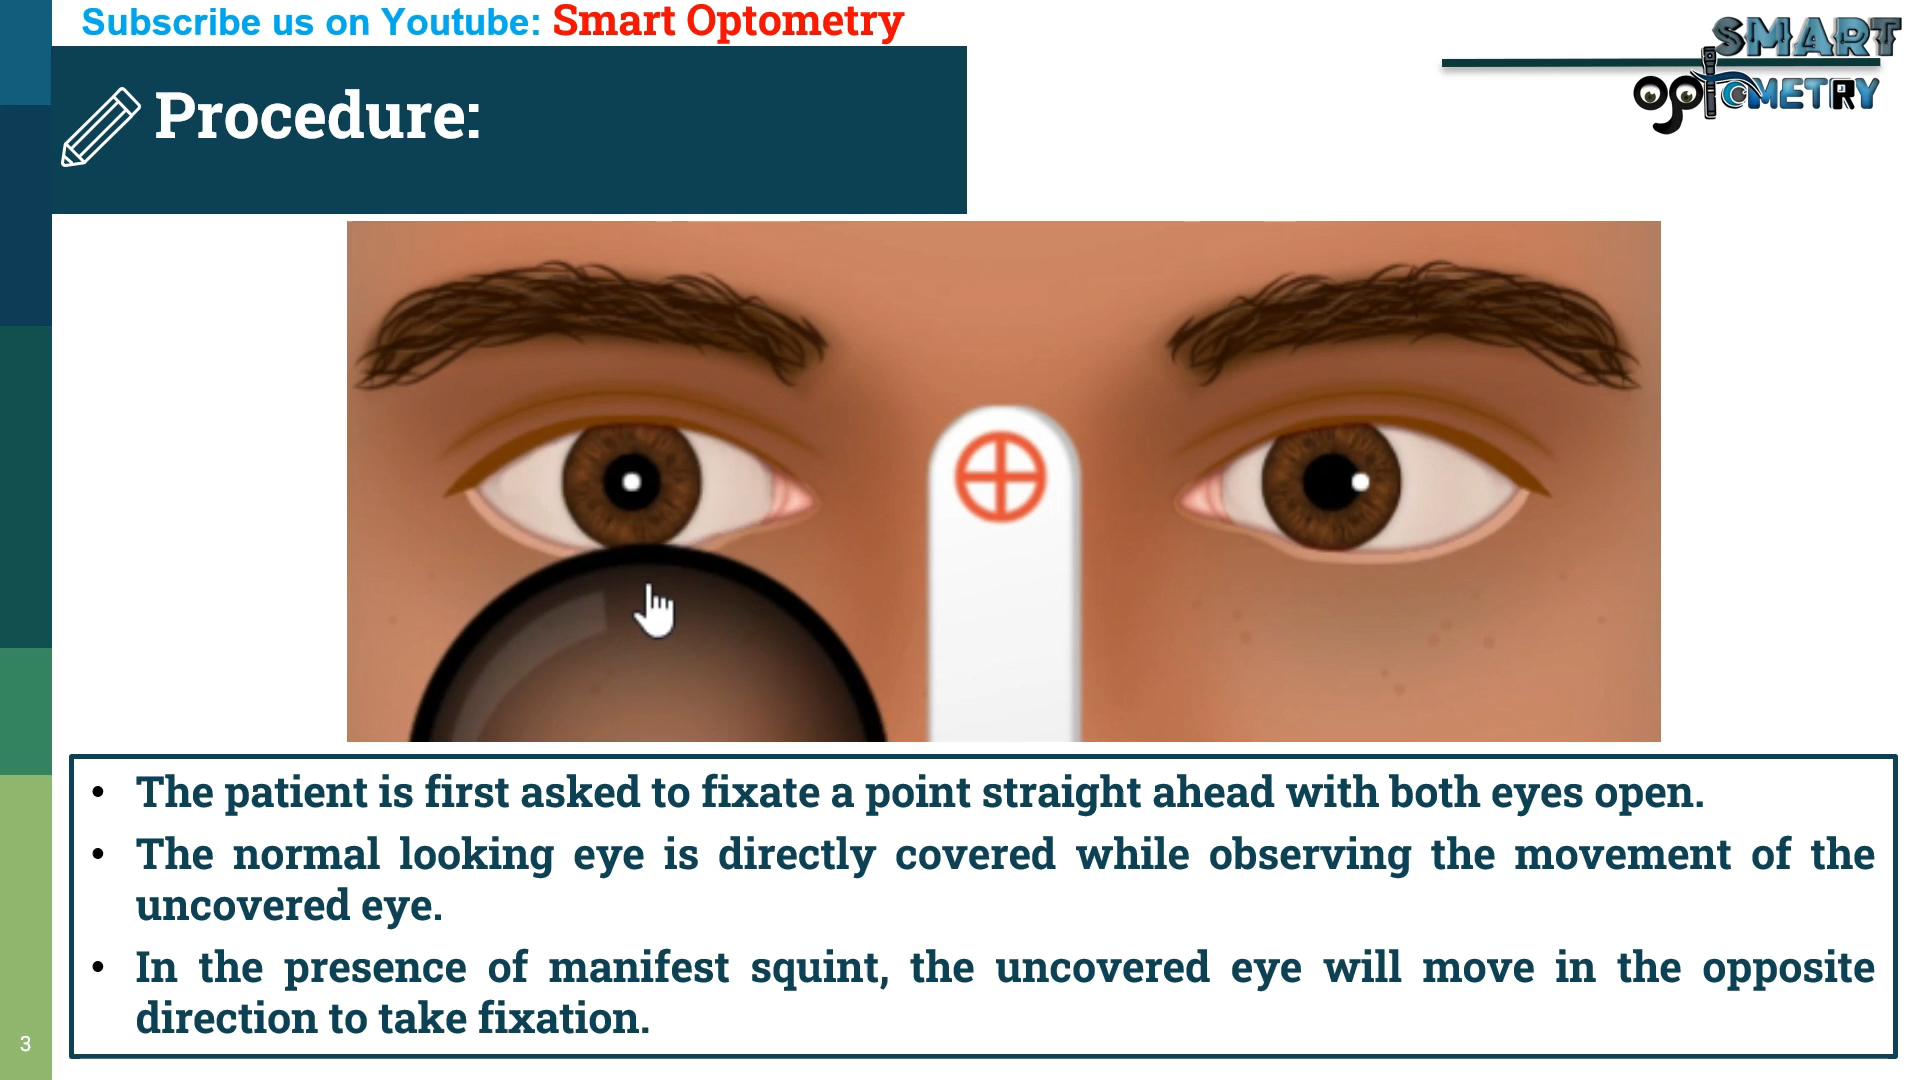 Subscribe us on Youtube: Smart Optometry
SMART
OptOMETRY
Procedure:
• The patient is first asked to fixate a point straight ahead with both eyes open.
• The normal looking eye is directly covered while observing the movement of the
uncovered eye.
• In the presence of manifest squint, the uncovered eye will move in the opposite
direction to take fixation.
3